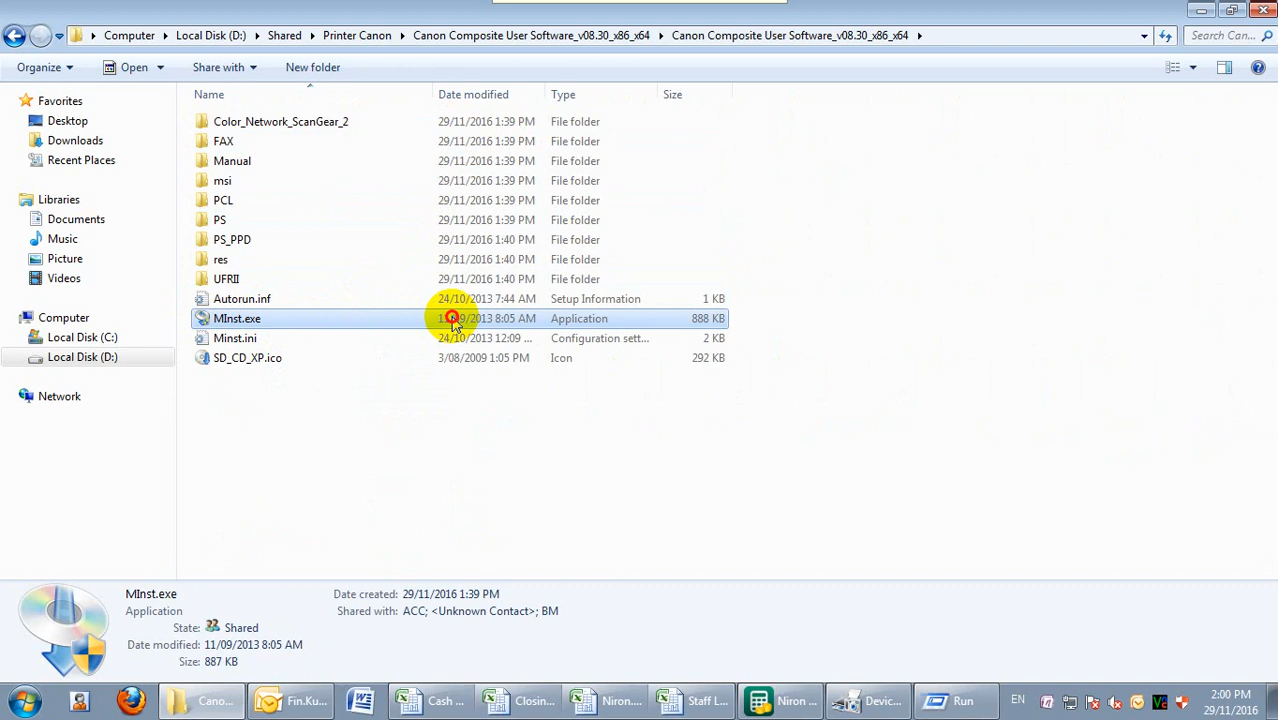 Computer Local Disk (D:) Shared Printer Canon Canon Composite User Software_v08.30_x86_x64 Canon Composite User Software_v08.30_x86_x64 Search Can...
Organize Open Share with New folder
Name Date modified Type Size
Favorites
Desktop
Downloads
Recent Places
Libraries
Documents
Music
Picture
Videos
Computer
Local Disk (C:)
Local Disk (D:)
Network
Color_Network_ScanGear_2 29/11/2016 1:39 PM File folder
FAX 29/11/2016 1:39 PM File folder
Manual 29/11/2016 1:39 PM File folder
msi 29/11/2016 1:39 PM File folder
PCL 29/11/2016 1:39 PM File folder
PS 29/11/2016 1:39 PM File folder
PS_PPD 29/11/2016 1:40 PM File folder
res 29/11/2016 1:40 PM File folder
UFRII 29/11/2016 1:40 PM File folder
Autorun.inf 24/10/2013 7:44 AM Setup Information 1 KB
MInst.exe 11/09/2013 8:05 AM Application 888 KB
Minst.ini 24/10/2013 12:09 ... Configuration sett... 2 KB
SD_CD_XP.ico 3/08/2009 1:05 PM Icon 292 KB
MInst.exe
Application
State: Shared
Date modified: 11/09/2013 8:05 AM
Size: 887 KB
Date created: 29/11/2016 1:39 PM
Shared with: ACC; <Unknown Contact>; BM
Cano... Fin.Ku... Cash ... Closin... Niron.... Staff L... Niron ... Devic... Run EN
2:00 PM
29/11/2016